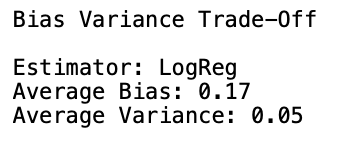 Bias Variance Trade-Off
Estimator: LogReg
Average Bias: 0.17
Average Variance: 0.05